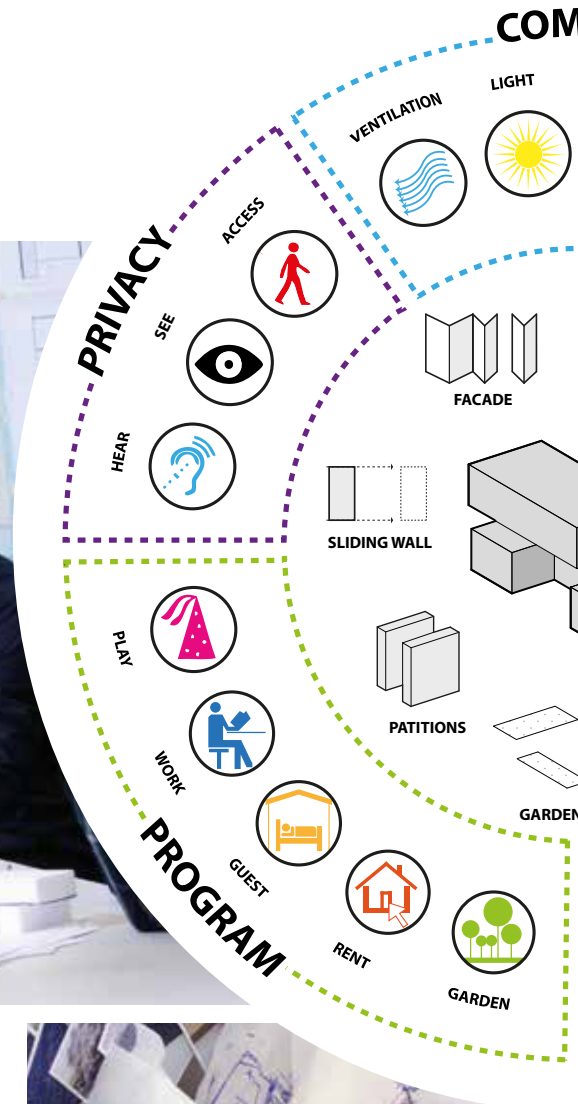 COM
LIGHT
VENTILATION
ACCESS
PRIVACY
SEE
HEAR
FACADE
SLIDING WALL
PLAY
PATITIONS
WORK
GARDEN
PROGRAM
GUEST
RENT
GARDEN